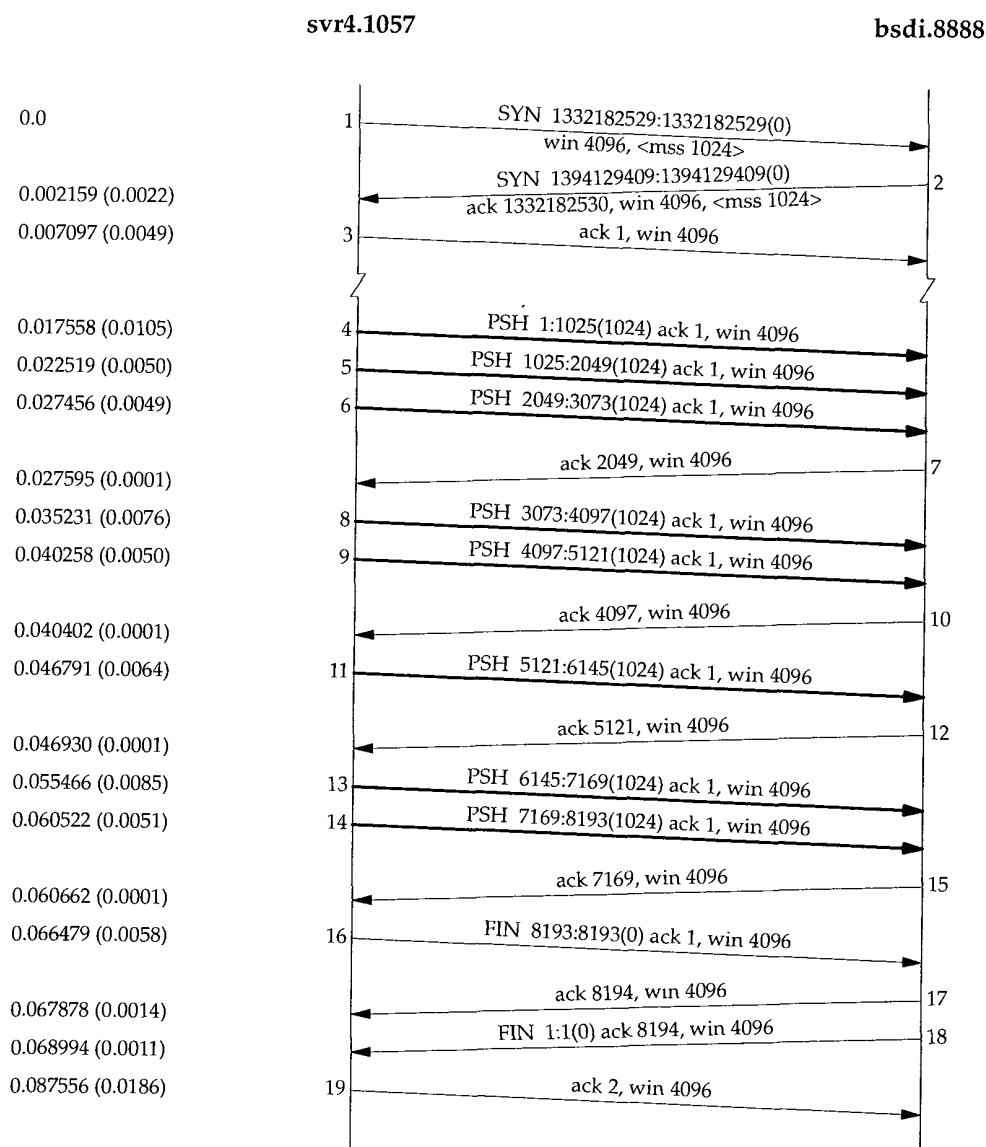 svr4.1057 bsdi.8888
0.0 1 SYN 1332182529:1332182529(0)
win 4096, <mss 1024>
SYN 1394129409:1394129409(0) 2
0.002159 (0.0022) ack 1332182530, win 4096, <mss 1024>
0.007097 (0.0049) 3 ack 1, win 4096
0.017558 (0.0105) 4 PSH 1:1025(1024) ack 1, win 4096
0.022519 (0.0050) 5 PSH 1025:2049(1024) ack 1, win 4096
0.027456 (0.0049) 6 PSH 2049:3073(1024) ack 1, win 4096
ack 2049, win 4096 7
0.027595 (0.0001)
0.035231 (0.0076) 8 PSH 3073:4097(1024) ack 1, win 4096
0.040258 (0.0050) 9 PSH 4097:5121(1024) ack 1, win 4096
ack 4097, win 4096 10
0.040402 (0.0001)
0.046791 (0.0064) 11 PSH 5121:6145(1024) ack 1, win 4096
ack 5121, win 4096 12
0.046930 (0.0001)
0.055466 (0.0085) 13 PSH 6145:7169(1024) ack 1, win 4096
0.060522 (0.0051) 14 PSH 7169:8193(1024) ack 1, win 4096
ack 7169, win 4096 15
0.060662 (0.0001)
0.066479 (0.0058) 16 FIN 8193:8193(0) ack 1, win 4096
ack 8194, win 4096 17
0.067878 (0.0014)
FIN 1:1(0) ack 8194, win 4096 18
0.068994 (0.0011)
0.087556 (0.0186) 19 ack 2, win 4096